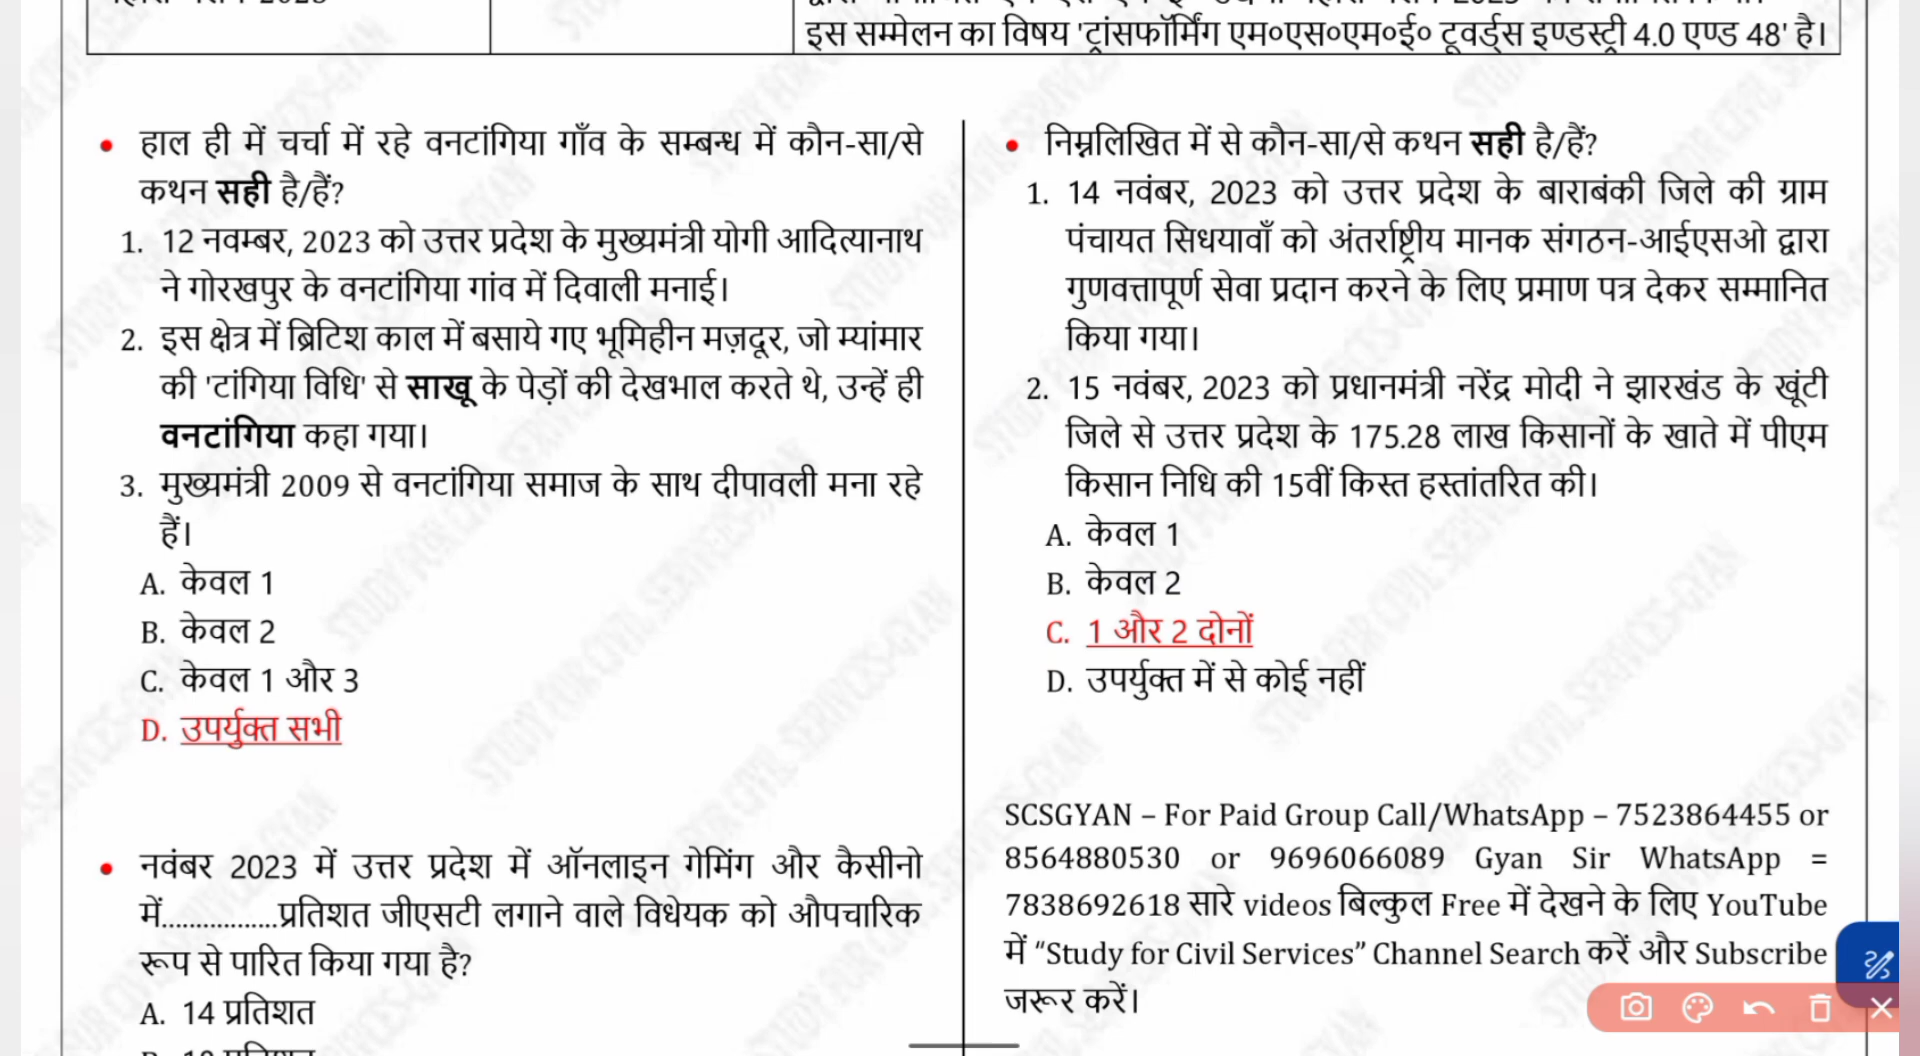 इस सम्मेलन का विषय 'ट्रांसफॉर्मिंग एम०एस०एम०ई० टूवर्ड्स इण्डस्ट्री 4.0 एण्ड 48' है।
• हाल ही में चर्चा में रहे वनटांगिया गाँव के सम्बन्ध में कौन-सा/से
कथन सही है/हैं?
1. 12 नवम्बर, 2023 को उत्तर प्रदेश के मुख्यमंत्री योगी आदित्यानाथ
ने गोरखपुर के वनटांगिया गांव में दिवाली मनाई।
2. इस क्षेत्र में ब्रिटिश काल में बसाये गए भूमिहीन मज़दूर, जो म्यांमार
की 'टांगिया विधि' से साखू के पेड़ों की देखभाल करते थे, उन्हें ही
वनटांगिया कहा गया।
3. मुख्यमंत्री 2009 से वनटांगिया समाज के साथ दीपावली मना रहे
हैं।
A. केवल 1
B. केवल 2
C. केवल 1 और 3
D. उपर्युक्त सभी
• नवंबर 2023 में उत्तर प्रदेश में ऑनलाइन गेमिंग और कैसीनो
में.................प्रतिशत जीएसटी लगाने वाले विधेयक को औपचारिक
रूप से पारित किया गया है?
A. 14 प्रतिशत
• निम्नलिखित में से कौन-सा/से कथन सही है/हैं?
1. 14 नवंबर, 2023 को उत्तर प्रदेश के बाराबंकी जिले की ग्राम
पंचायत सिधयावाँ को अंतर्राष्ट्रीय मानक संगठन-आईएसओ द्वारा
गुणवत्तापूर्ण सेवा प्रदान करने के लिए प्रमाण पत्र देकर सम्मानित
किया गया।
2. 15 नवंबर, 2023 को प्रधानमंत्री नरेंद्र मोदी ने झारखंड के खूंटी
जिले से उत्तर प्रदेश के 175.28 लाख किसानों के खाते में पीएम
किसान निधि की 15वीं किस्त हस्तांतरित की।
A. केवल 1
B. केवल 2
C. 1 और 2 दोनों
D. उपर्युक्त में से कोई नहीं
SCSGYAN – For Paid Group Call/WhatsApp – 7523864455 or
8564880530 or 9696066089 Gyan Sir WhatsApp =
7838692618 सारे videos बिल्कुल Free में देखने के लिए YouTube
में “Study for Civil Services” Channel Search करें और Subscribe
जरूर करें।